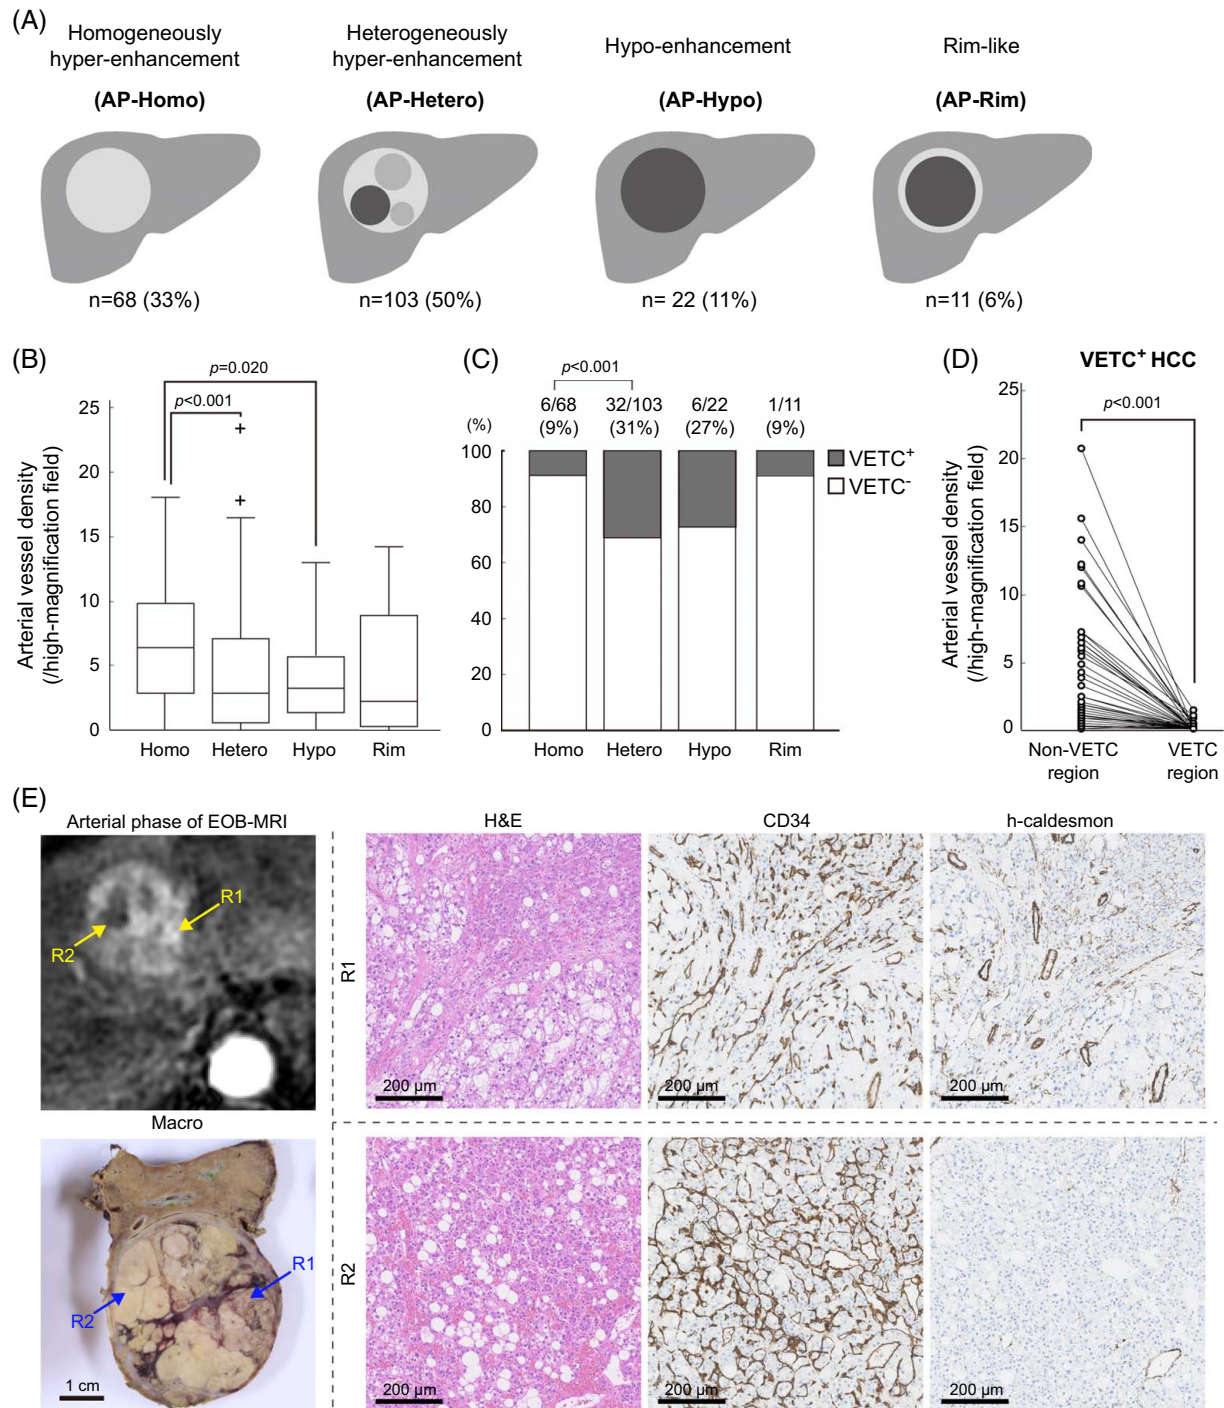 (A)
Homogeneously
hyper-enhancement
(AP-Homo)
n=68 (33%)
Heterogeneously
hyper-enhancement
(AP-Hetero)
n=103 (50%)
Hypo-enhancement
(AP-Hypo)
n= 22 (11%)
Rim-like
(AP-Rim)
n=11 (6%)
(B)
p=0.020
p<0.001
Arterial vessel density
(/high-magnification field)
25
20
15
10
5
0
Homo Hetero Hypo Rim
(C)
p<0.001
6/68 32/103 6/22 1/11
(9%) (31%) (27%) (9%)
(%)
100
80
60
40
20
0
Homo Hetero Hypo Rim
VETC+
VETC-
(D)
VETC+ HCC
p<0.001
Arterial vessel density
(/high-magnification field)
25
20
15
10
5
0
Non-VETC
region
VETC
region
(E)
Arterial phase of EOB-MRI
R1
R2
Macro
R1
R2
1 cm
H&E CD34 h-caldesmon
R1
200 µm 200 µm 200 µm
R2
200 µm 200 µm 200 µm